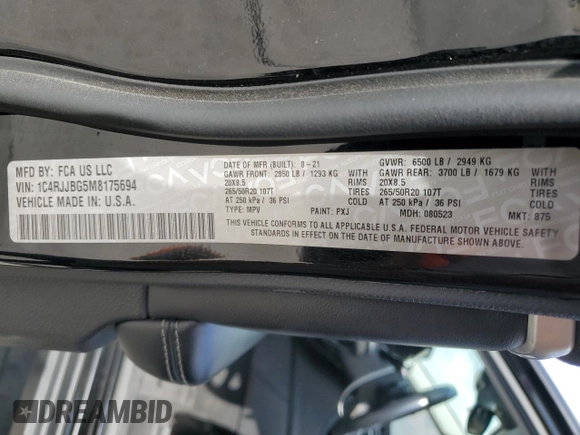 MFD BY: FCA US LLC
VIN: 1C4RJJBG5M8175694
VEHICLE MADE IN: U.S.A.
DATE OF MFR (BUILT): 8-21
GVWR: 6500 LB / 2949 KG
GAWR FRONT: 2850 LB / 1293 KG
GAWR REAR: 3700 LB / 1679 KG
20X8.5 RIMS 20X8.5
265/50R20 107T TIRES 265/50R20 107T
AT 250 kPa / 36 PSI COLD AT 250 kPa / 36 PSI COLD
TYPE: MPV PAINT: PXJ MDH: 080523 MKT: 875
THIS VEHICLE CONFORMS TO ALL APPLICABLE U.S.A. FEDERAL MOTOR VEHICLE SAFETY
STANDARDS IN EFFECT ON THE DATE OF MANUFACTURE SHOWN ABOVE.
DREAMBID